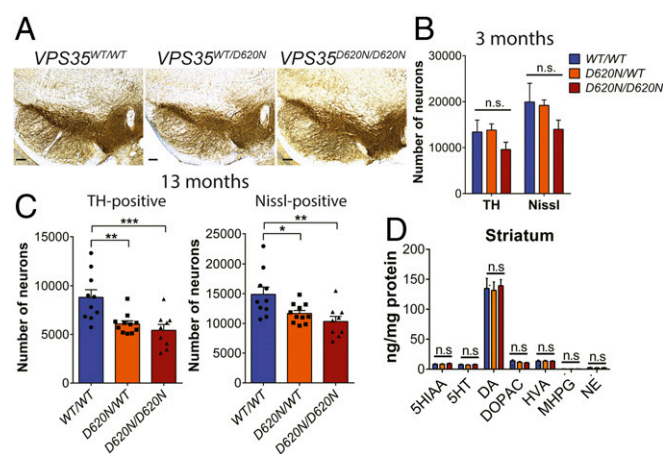 A
VPS35WT/WT
VPS35WT/D620N
VPS35D620N/D620N
B
3 months
WT/WT
D620N/WT
D620N/D620N
n.s.
n.s.
Number of neurons
30000
20000
10000
0
TH
Nissl
13 months
C
TH-positive
***
**
Number of neurons
15000
10000
5000
0
WT/WT
D620N/WT
D620N/D620N
Nissl-positive
**
*
Number of neurons
25000
20000
15000
10000
5000
0
WT/WT
D620N/WT
D620N/D620N
D
Striatum
ng/mg protein
200
150
100
50
0
n.s
n.s
n.s
n.s
n.s
n.s
n.s
5HIAA
5HT
DA
DOPAC
HVA
MHPG
NE